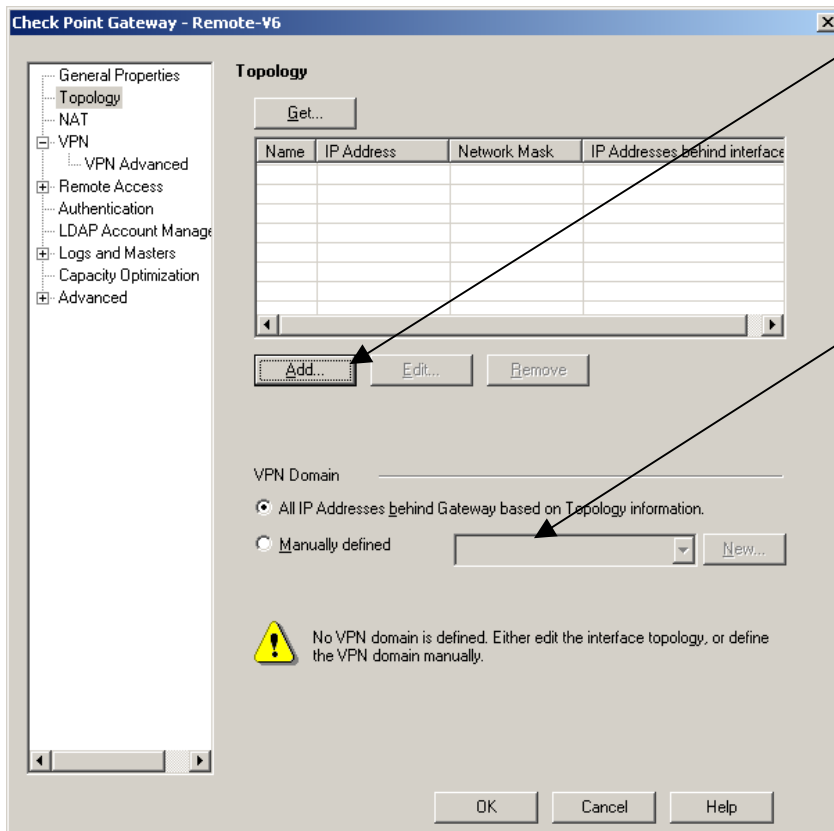 Check Point Gateway - Remote-V6
General Properties
Topology
NAT
VPN
VPN Advanced
Remote Access
Authentication
LDAP Account Manage
Logs and Masters
Capacity Optimization
Advanced
Topology
Get...
Name IP Address Network Mask IP Addresses behind interface
Add... Edit... Remove
VPN Domain
All IP Addresses behind Gateway based on Topology information.
Manually defined New...
No VPN domain is defined. Either edit the interface topology, or define
the VPN domain manually.
OK Cancel Help